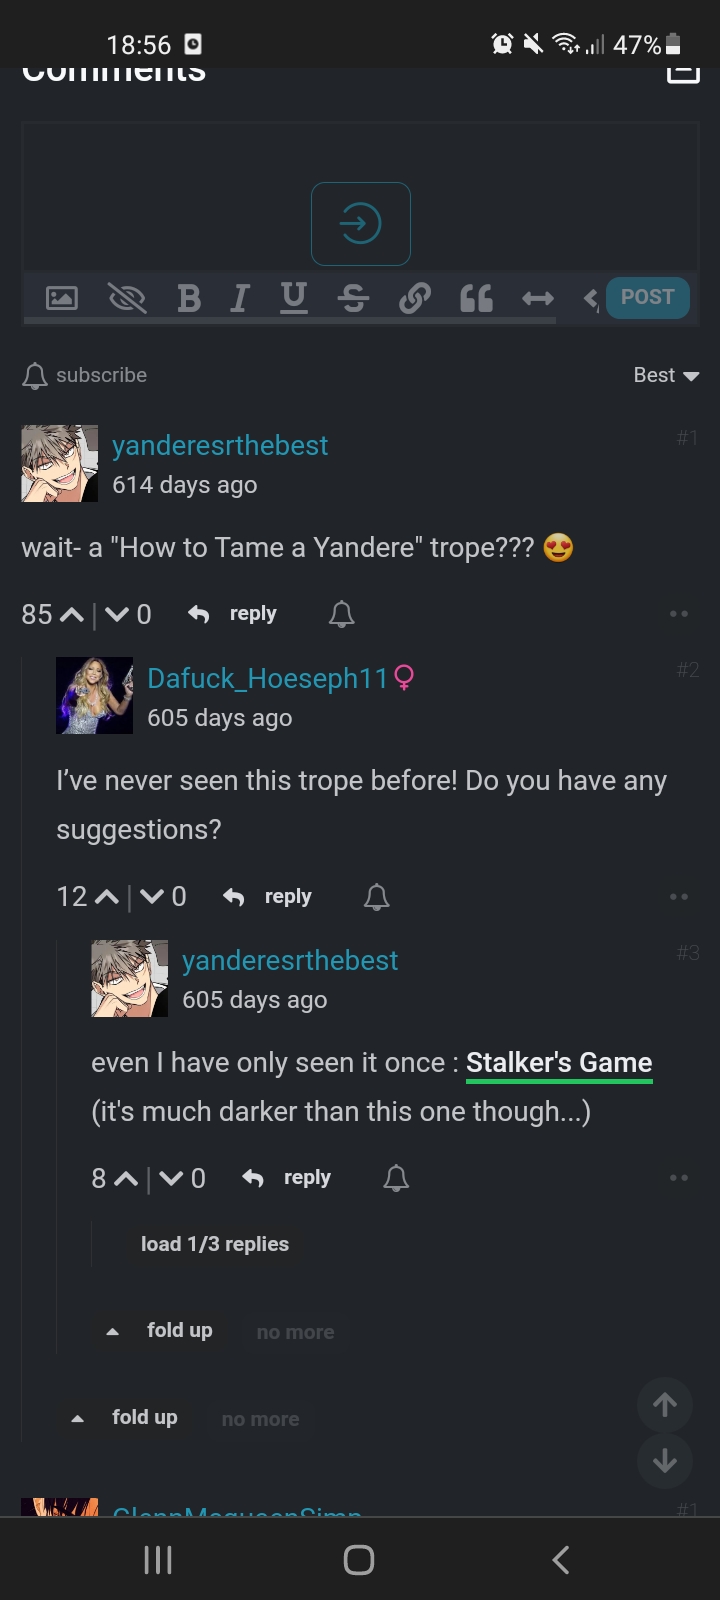 18:56
47%
Comments
B I U S
POST
subscribe
Best
yanderesrthebest
#1
614 days ago
wait- a "How to Tame a Yandere" trope??? 😍
85 | 0 reply
Dafuck_Hoeseph11♀
#2
605 days ago
I’ve never seen this trope before! Do you have any
suggestions?
12 | 0 reply
yanderesrthebest
#3
605 days ago
even I have only seen it once : Stalker's Game
(it's much darker than this one though...)
8 | 0 reply
load 1/3 replies
fold up no more
fold up no more
GlennMcqueenSimp
#1